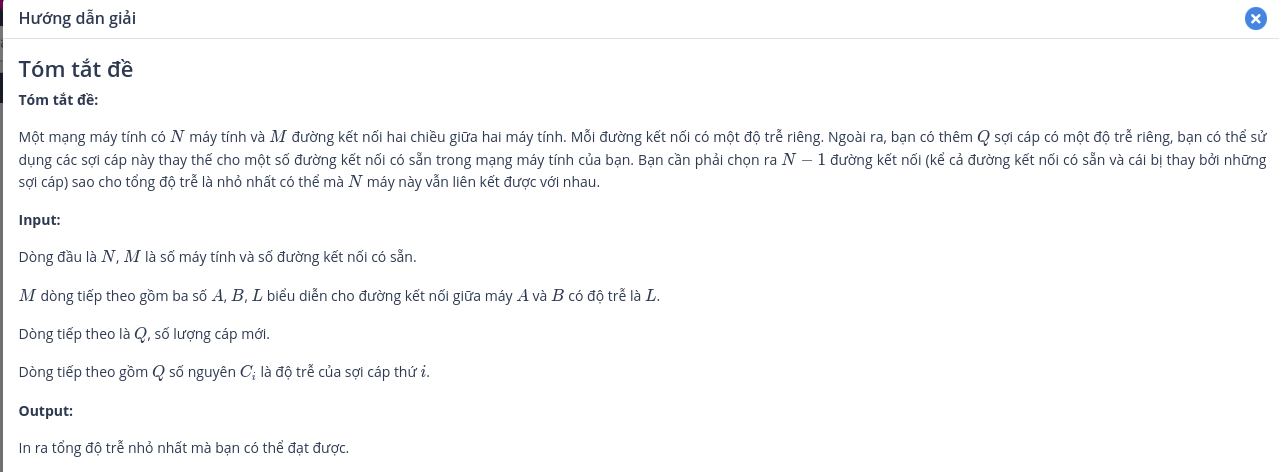 Hướng dẫn giải
Tóm tắt đề
Tóm tắt đề:
Một mạng máy tính có N máy tính và M đường kết nối hai chiều giữa hai máy tính. Mỗi đường kết nối có một độ trễ riêng. Ngoài ra, bạn có thêm Q sợi cáp có một độ trễ riêng, bạn có thể sử
dụng các sợi cáp này thay thế cho một số đường kết nối có sẵn trong mạng máy tính của bạn. Bạn cần phải chọn ra N − 1 đường kết nối (kể cả đường kết nối có sẵn và cái bị thay bởi những
sợi cáp) sao cho tổng độ trễ là nhỏ nhất có thể mà N máy này vẫn liên kết được với nhau.
Input:
Dòng đầu là N, M là số máy tính và số đường kết nối có sẵn.
M dòng tiếp theo gồm ba số A, B, L biểu diễn cho đường kết nối giữa máy A và B có độ trễ là L.
Dòng tiếp theo là Q, số lượng cáp mới.
Dòng tiếp theo gồm Q số nguyên C_i là độ trễ của sợi cáp thứ i.
Output:
In ra tổng độ trễ nhỏ nhất mà bạn có thể đạt được.